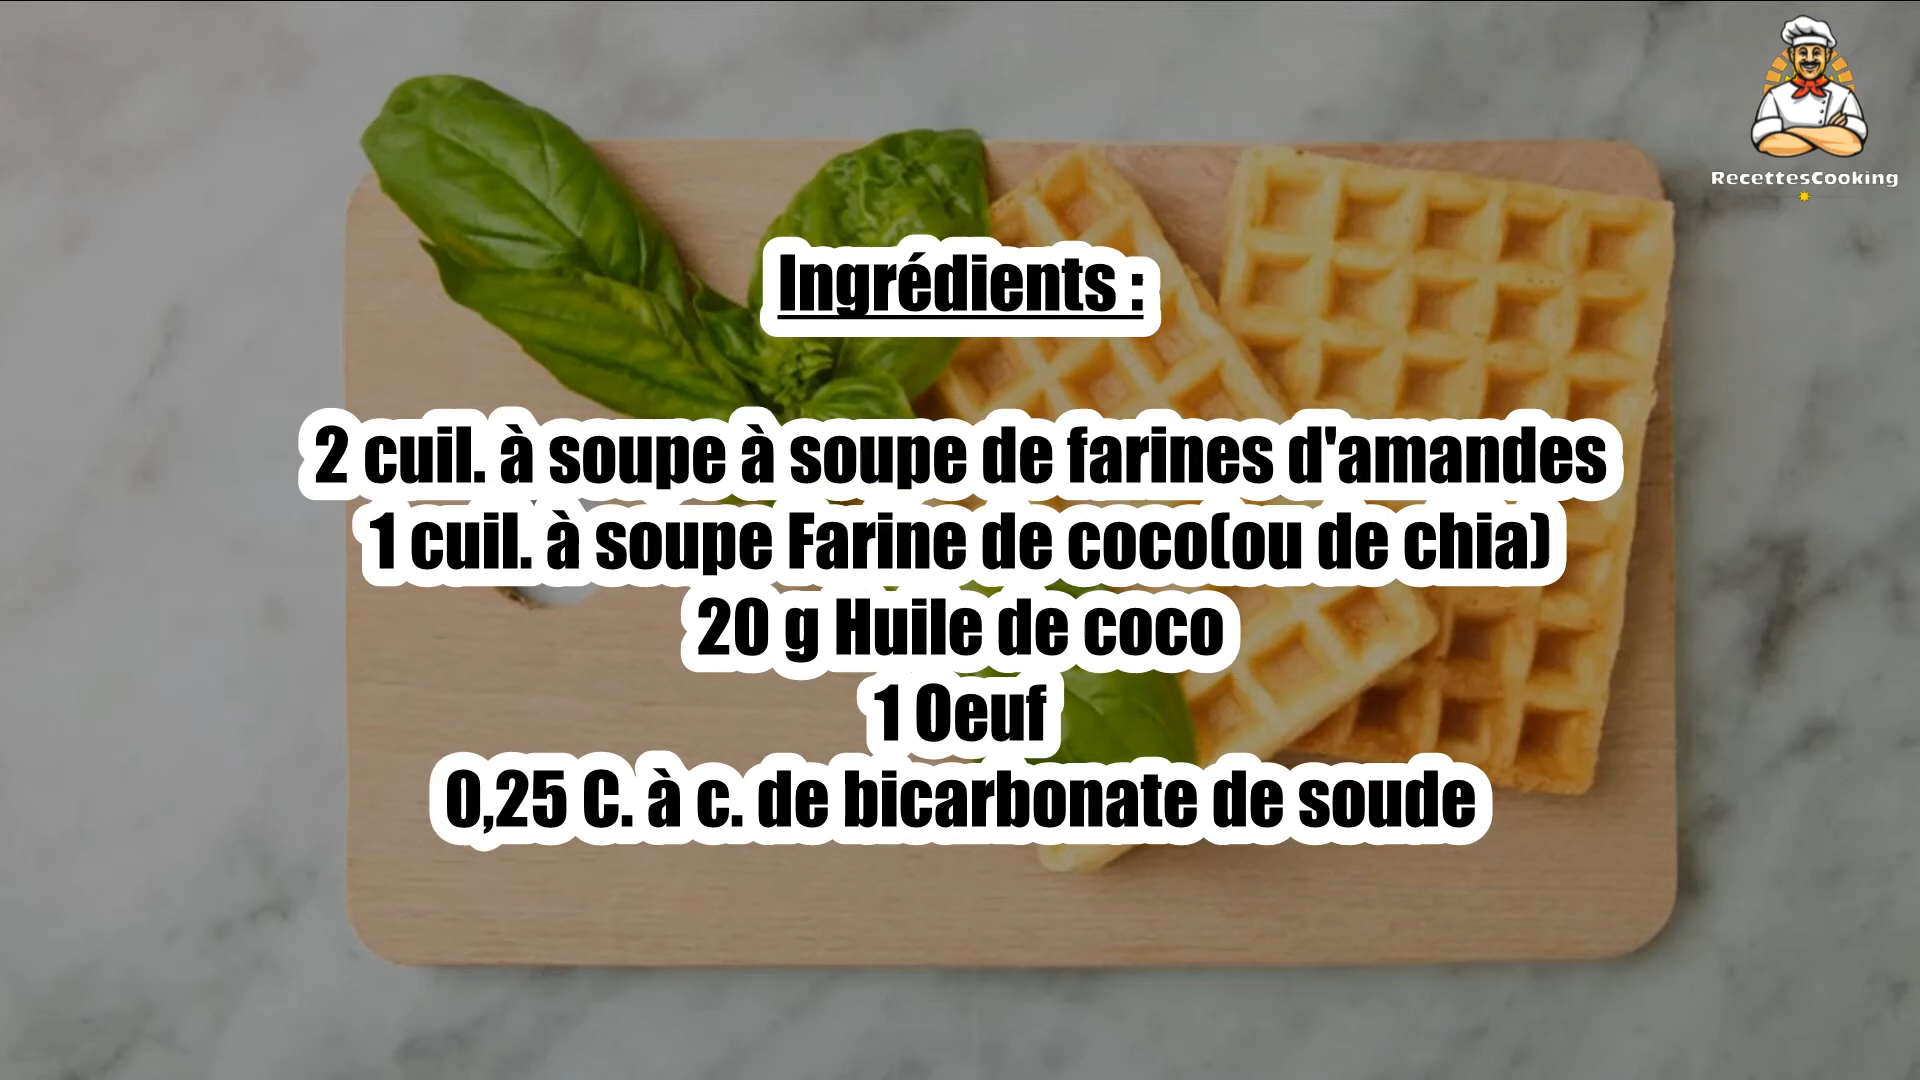 RecettesCooking
Ingrédients :
2 cuil. à soupe à soupe de farines d'amandes
1 cuil. à soupe Farine de coco(ou de chia)
20 g Huile de coco
1 Oeuf
0,25 C. à c. de bicarbonate de soude